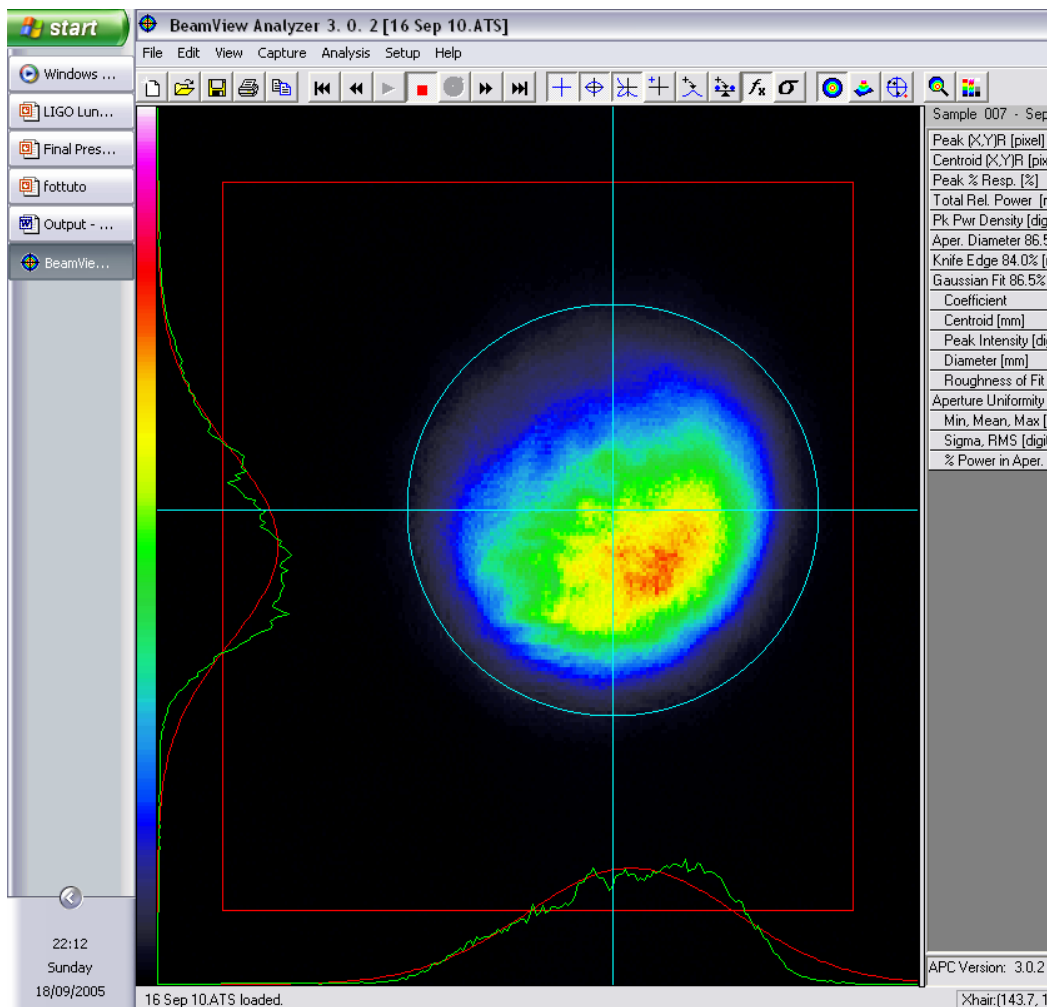 start
Windows ...
LIGO Lun...
Final Pres...
fottuto
Output - ...
BeamVie...
22:12
Sunday
18/09/2005
BeamView Analyzer 3. 0. 2 [16 Sep 10.ATS]
File Edit View Capture Analysis Setup Help
fx σ
Sample 007 - Sep
Peak (X,Y)R [pixel]
Centroid (X,Y)R [pix
Peak % Resp. [%]
Total Rel. Power [r
Pk Pwr Density [dig
Aper. Diameter 86.5
Knife Edge 84.0% [
Gaussian Fit 86.5%
Coefficient
Centroid [mm]
Peak Intensity [dig
Diameter [mm]
Roughness of Fit
Aperture Uniformity
Min, Mean, Max [
Sigma, RMS [digit
% Power in Aper.
APC Version: 3.0.2
16 Sep 10.ATS loaded.
Xhair:(143.7, 1